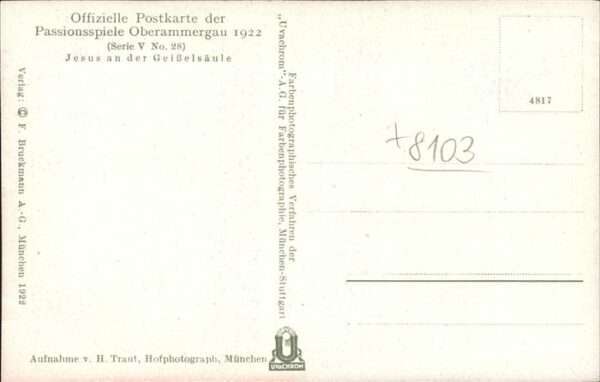 Offizielle Postkarte der
Passionsspiele Oberammergau 1922
(Serie V No. 28)
Jesus an der Geißelsäule
Verlag: © F. Bruckmann A.-G., München 1922
Aufnahme v. H. Traut, Hofphotograph, München
Farbenphotographisches Verfahren der
„Uvachrom"-A. G. für Farbenphotographie, München-Stuttgart
U
UVACHROM
4817
+8103